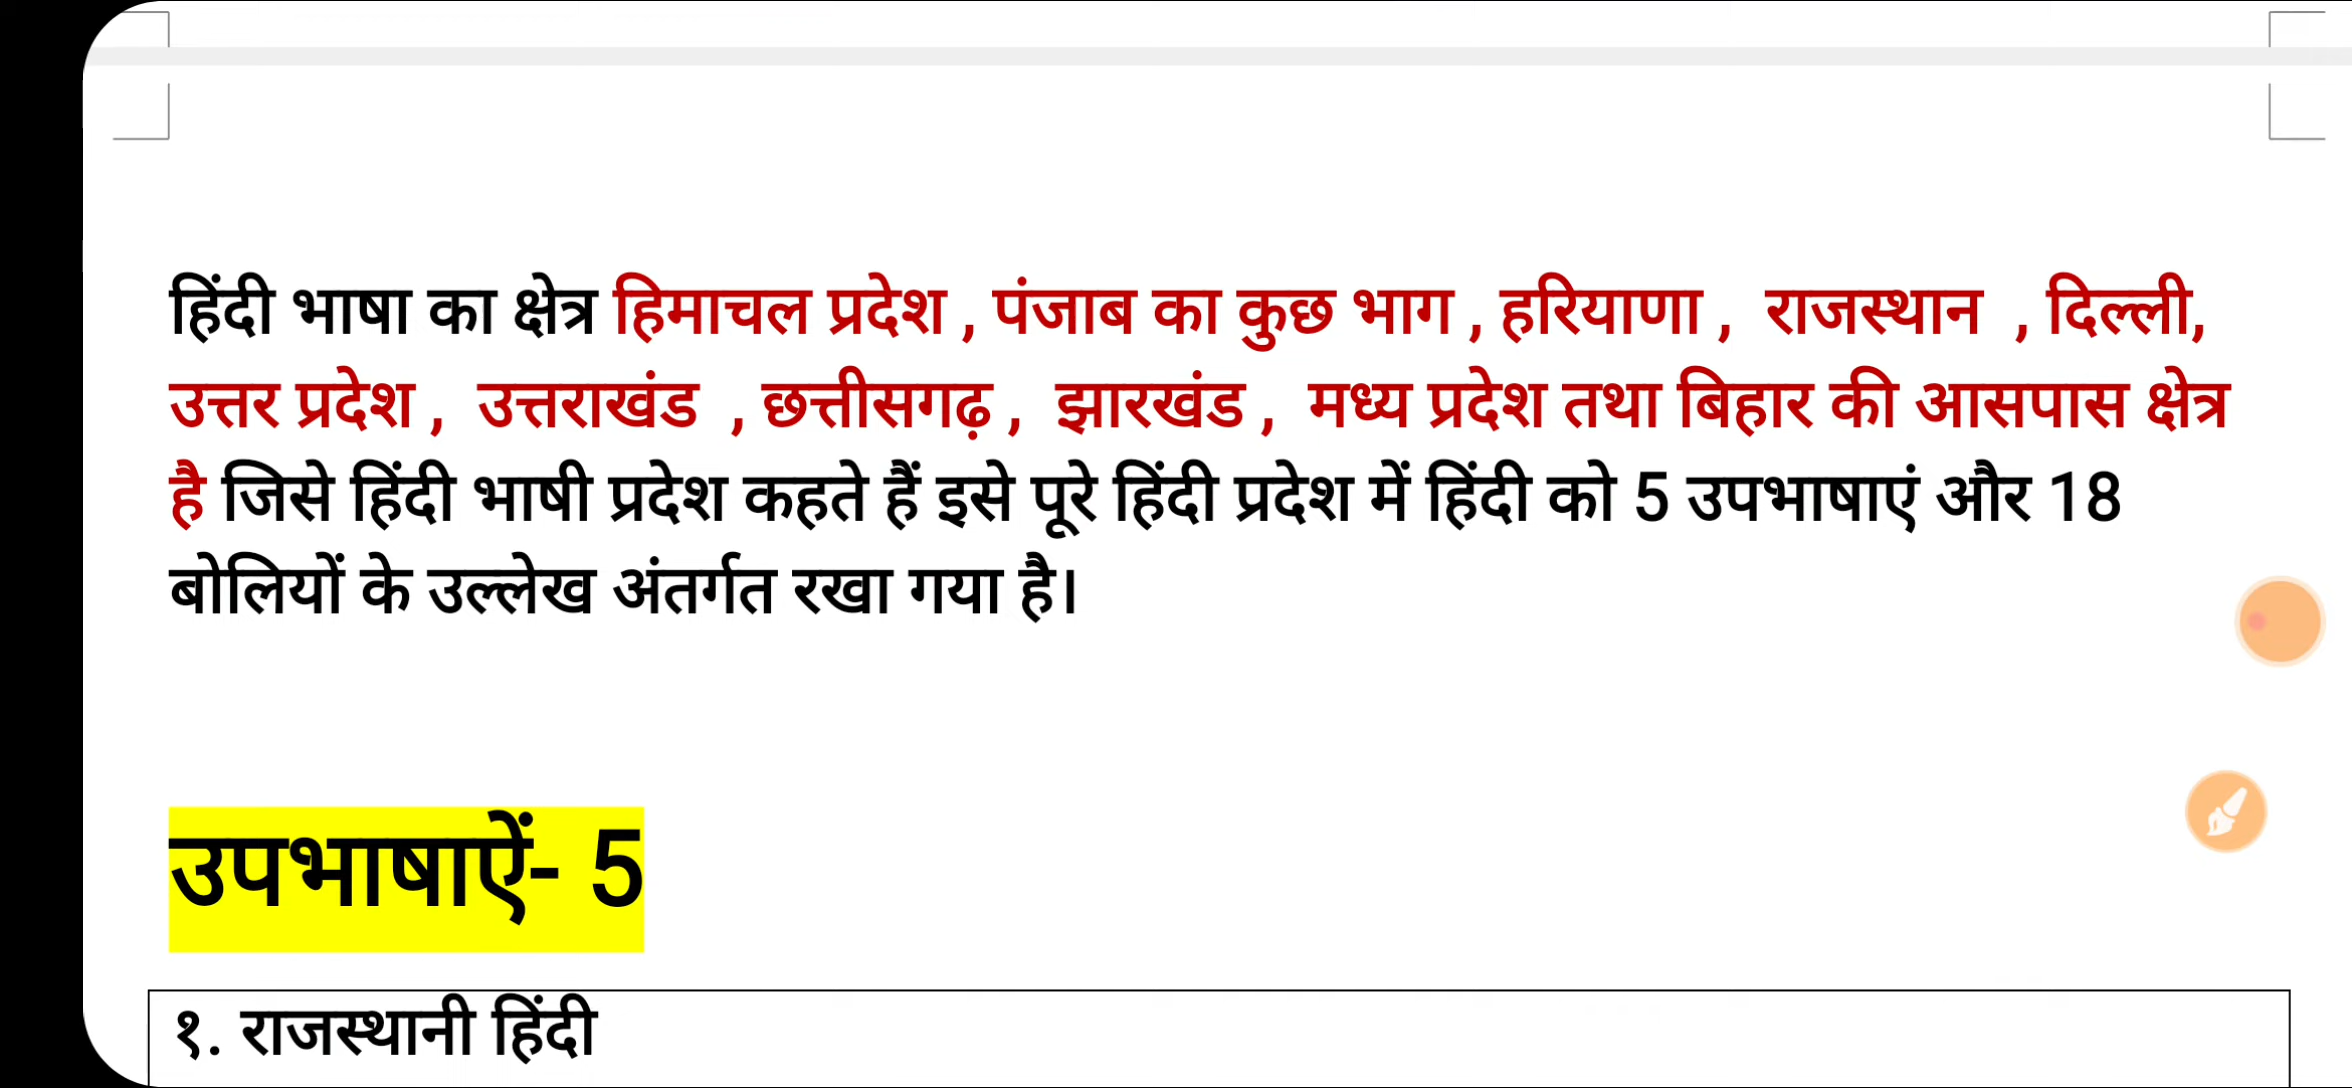 हिंदी भाषा का क्षेत्र हिमाचल प्रदेश , पंजाब का कुछ भाग , हरियाणा , राजस्थान , दिल्ली,
उत्तर प्रदेश , उत्तराखंड , छत्तीसगढ़ , झारखंड , मध्य प्रदेश तथा बिहार की आसपास क्षेत्र
है जिसे हिंदी भाषी प्रदेश कहते हैं इसे पूरे हिंदी प्रदेश में हिंदी को 5 उपभाषाएं और 18
बोलियों के उल्लेख अंतर्गत रखा गया है।
उपभाषाऐं- 5
१. राजस्थानी हिंदी